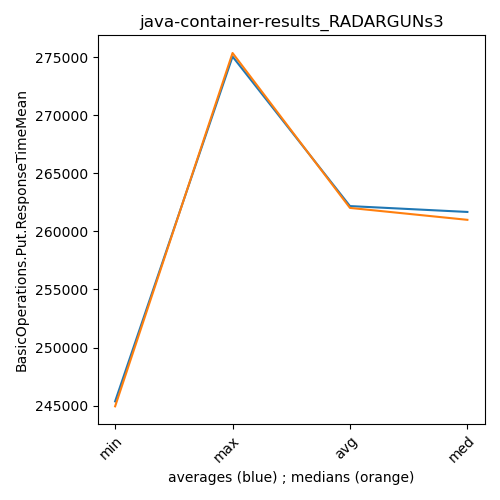 java-container-results_RADARGUNs3
BasicOperations.Put.ResponseTimeMean
275000
270000
265000
260000
255000
250000
245000
min
max
avg
med
averages (blue) ; medians (orange)